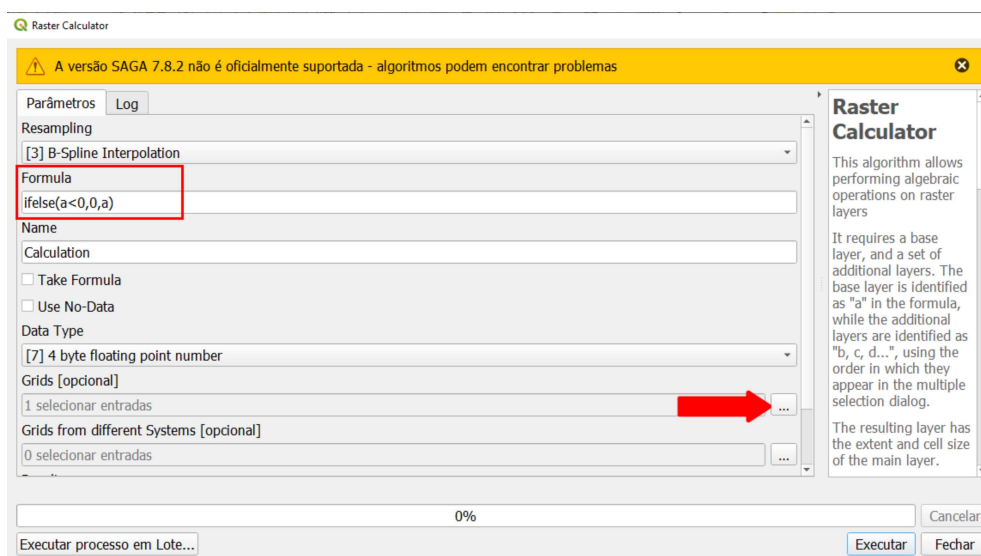 Raster Calculator
A versão SAGA 7.8.2 não é oficialmente suportada - algoritmos podem encontrar problemas
Parâmetros
Log
Resampling
[3] B-Spline Interpolation
Formula
ifelse(a<0,0,a)
Name
Calculation
Take Formula
Use No-Data
Data Type
[7] 4 byte floating point number
Grids [opcional]
1 selecionar entradas
...
Grids from different Systems [opcional]
0 selecionar entradas
...
Raster
Calculator
This algorithm allows
performing algebraic
operations on raster
layers
It requires a base
layer, and a set of
additional layers. The
base layer is identified
as "a" in the formula,
while the additional
layers are identified as
"b, c, d...", using the
order in which they
appear in the multiple
selection dialog.
The resulting layer has
the extent and cell size
of the main layer.
0%
Cancelar
Executar processo em Lote...
Executar
Fechar